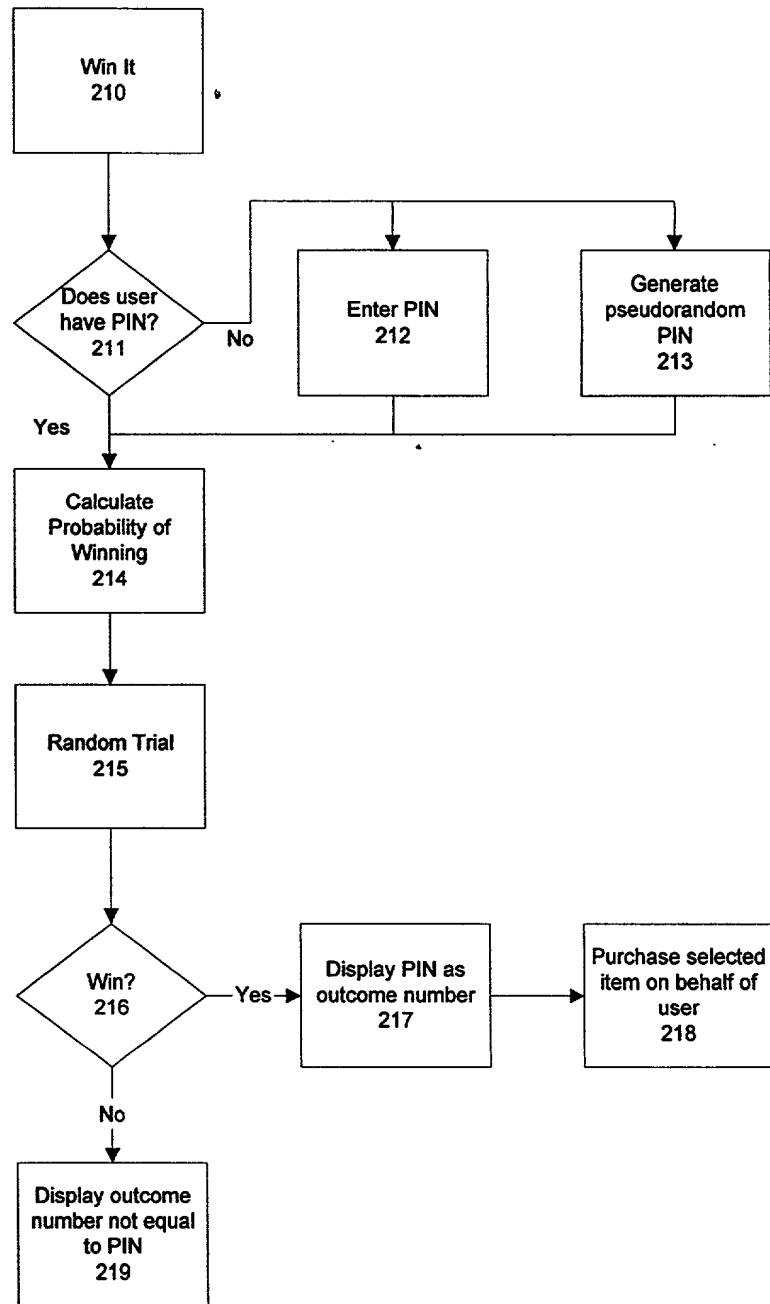 Win It
210
Does user
have PIN?
211
No
Enter PIN
212
Generate
pseudorandom
PIN
213
Yes
Calculate
Probability of
Winning
214
Random Trial
215
Win?
216
Yes
Display PIN as
outcome number
217
Purchase selected
item on behalf of
user
218
No
Display outcome
number not equal
to PIN
219